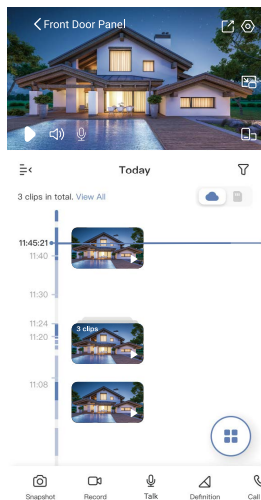 Front Door Panel
Today
3 clips in total. View All
11:45:21
11:40
11:30
11:24
3 clips
11:20
11:08
Snapshot
Record
Talk
Definition
Call